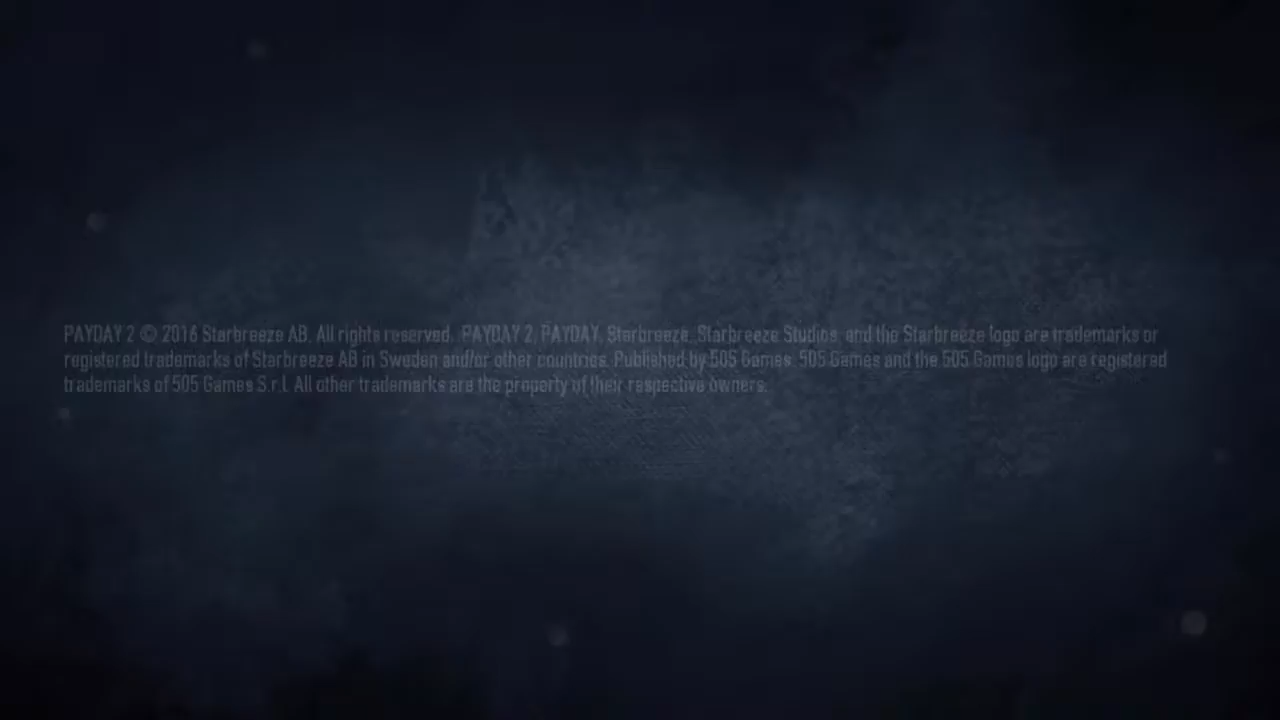 PAYDAY 2 © 2016 Starbreeze AB. All rights reserved. PAYDAY 2, PAYDAY, Starbreeze, Starbreeze Studios, and the Starbreeze logo are trademarks or
registered trademarks of Starbreeze AB in Sweden and/or other countries. Published by 505 Games. 505 Games and the 505 Games logo are registered
trademarks of 505 Games S.r.l. All other trademarks are the property of their respective owners.